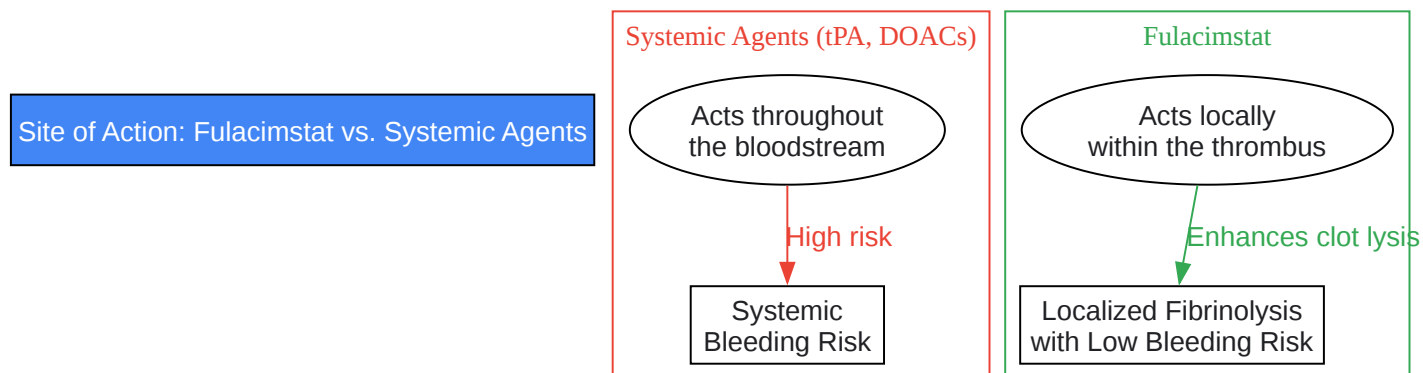 Site of Action: Fulacimstat vs. Systemic Agents
Systemic Agents (tPA, DOACs)
Acts throughout
the bloodstream
High risk
Systemic
Bleeding Risk
Fulacimstat
Acts locally
within the thrombus
Enhances clot lysis
Localized Fibrinolysis
with Low Bleeding Risk